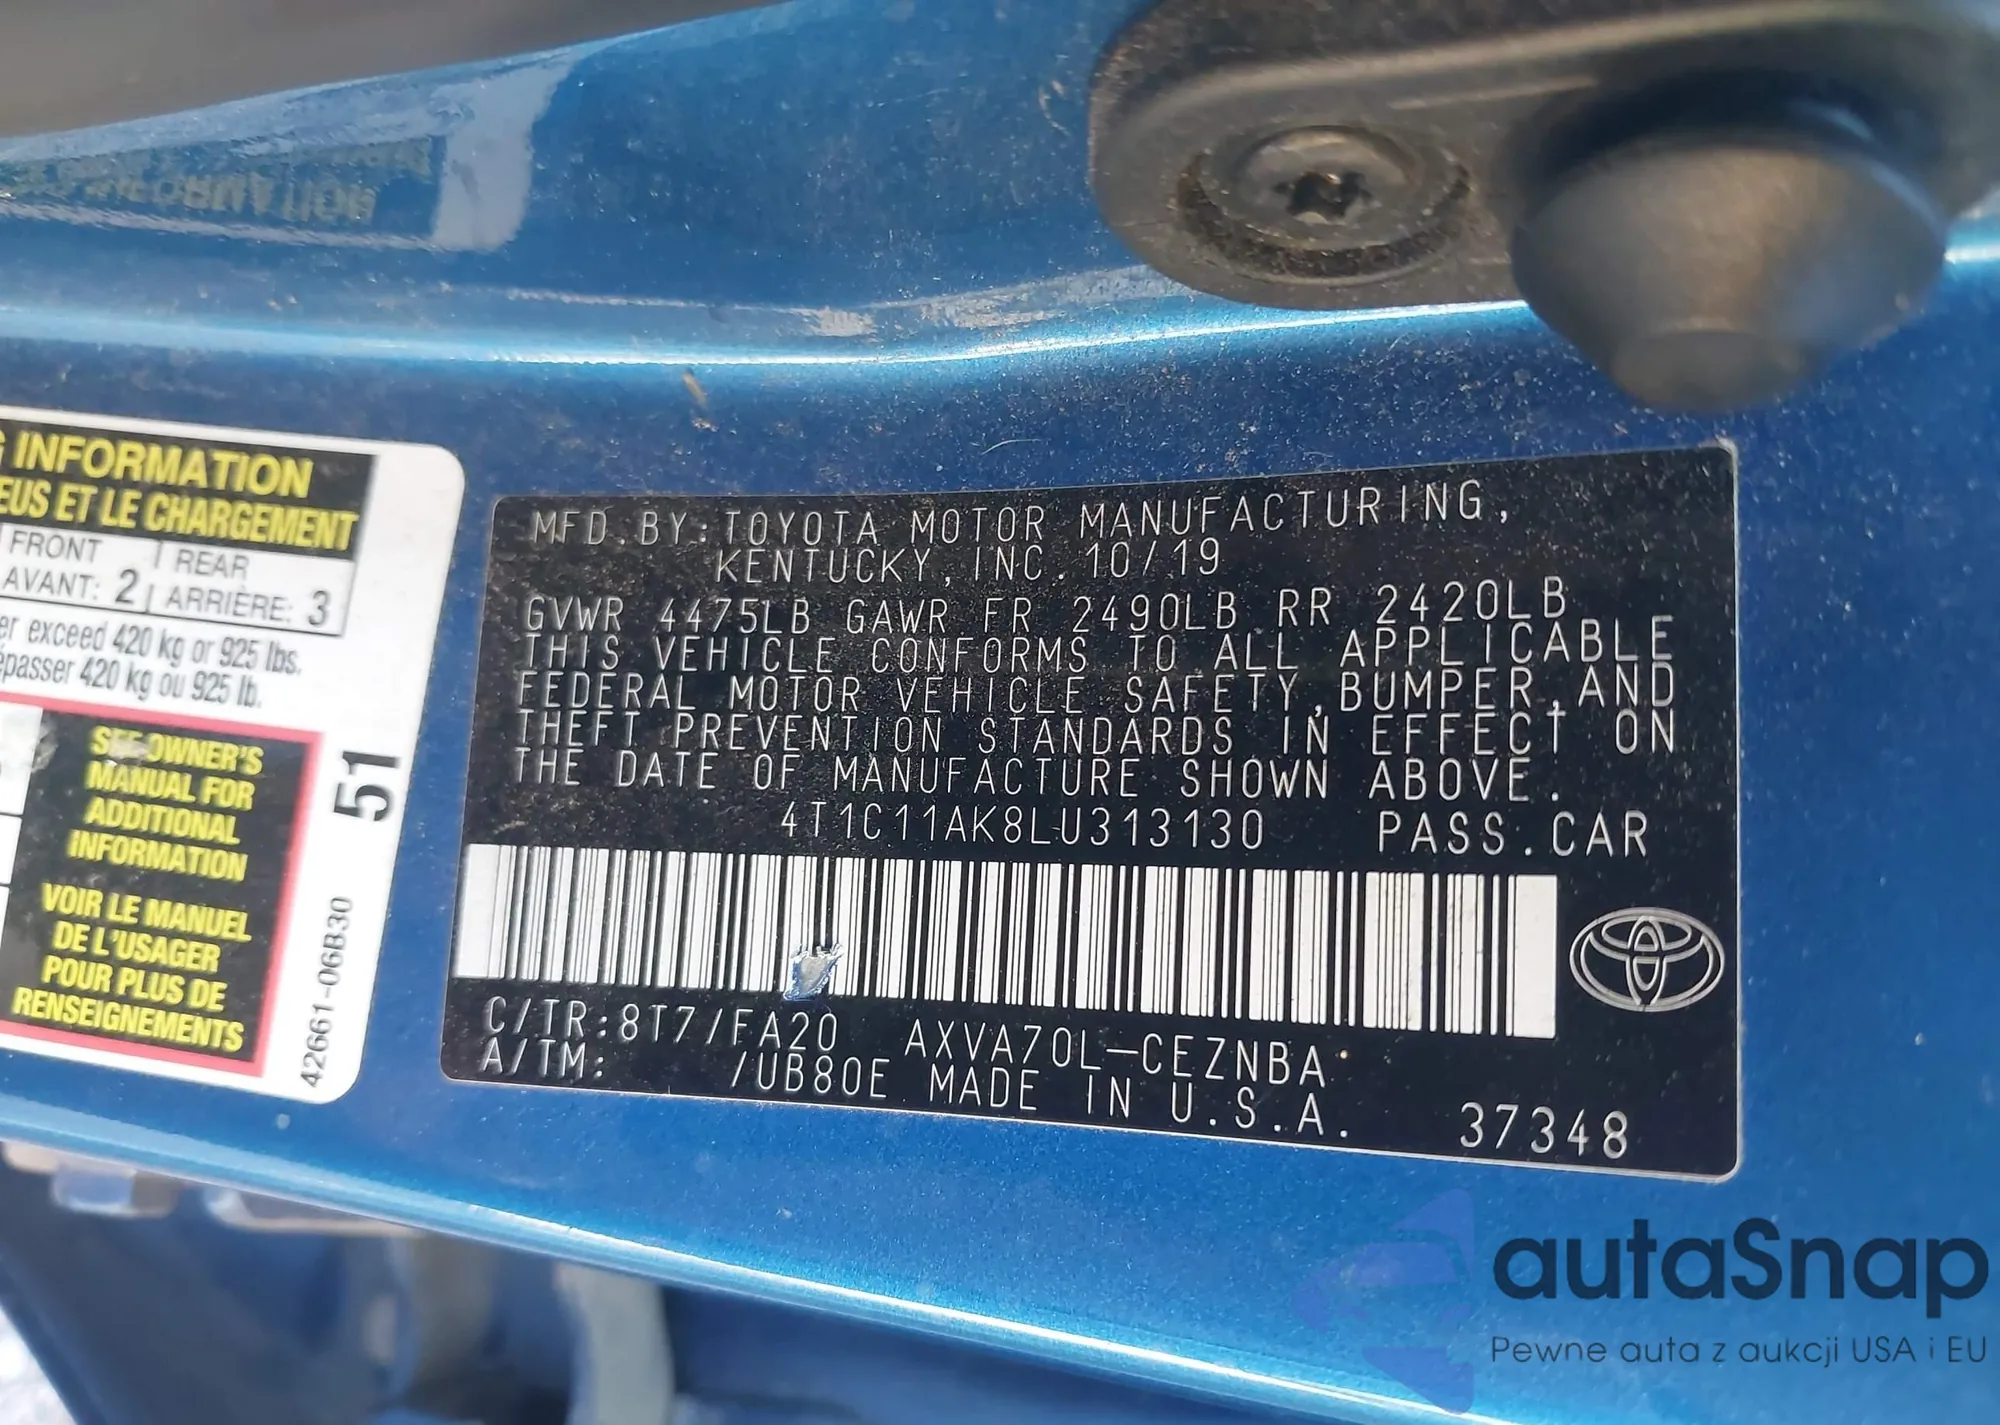 INFORMATION
EUS ET LE CHARGEMENT
FRONT REAR
AVANT: 2 ARRIÈRE: 3
exceed 420 kg or 925 lbs.
420 kg ou 925 lb.
SEE OWNER'S
MANUAL FOR
ADDITIONAL
INFORMATION
VOIR LE MANUEL
DE L'USAGER
POUR PLUS DE
RENSEIGNEMENTS
51
42661-06B30
MFD.BY:TOYOTA MOTOR MANUFACTURING,
KENTUCKY,INC.10/19
GVWR 4475LB GAWR FR 2490LB RR 2420LB
THIS VEHICLE CONFORMS TO ALL APPLICABLE
FEDERAL MOTOR VEHICLE SAFETY,BUMPER,AND
THEFT PREVENTION STANDARDS IN EFFECT ON
THE DATE OF MANUFACTURE SHOWN ABOVE.
4T1C11AK8LU313130 PASS.CAR
C/TR:8T7/FA20 AXVA70L-CEZNBA
A/TM: /UB80E MADE IN U.S.A.
37348
autaSnap
Pewne auta z aukcji USA i EU